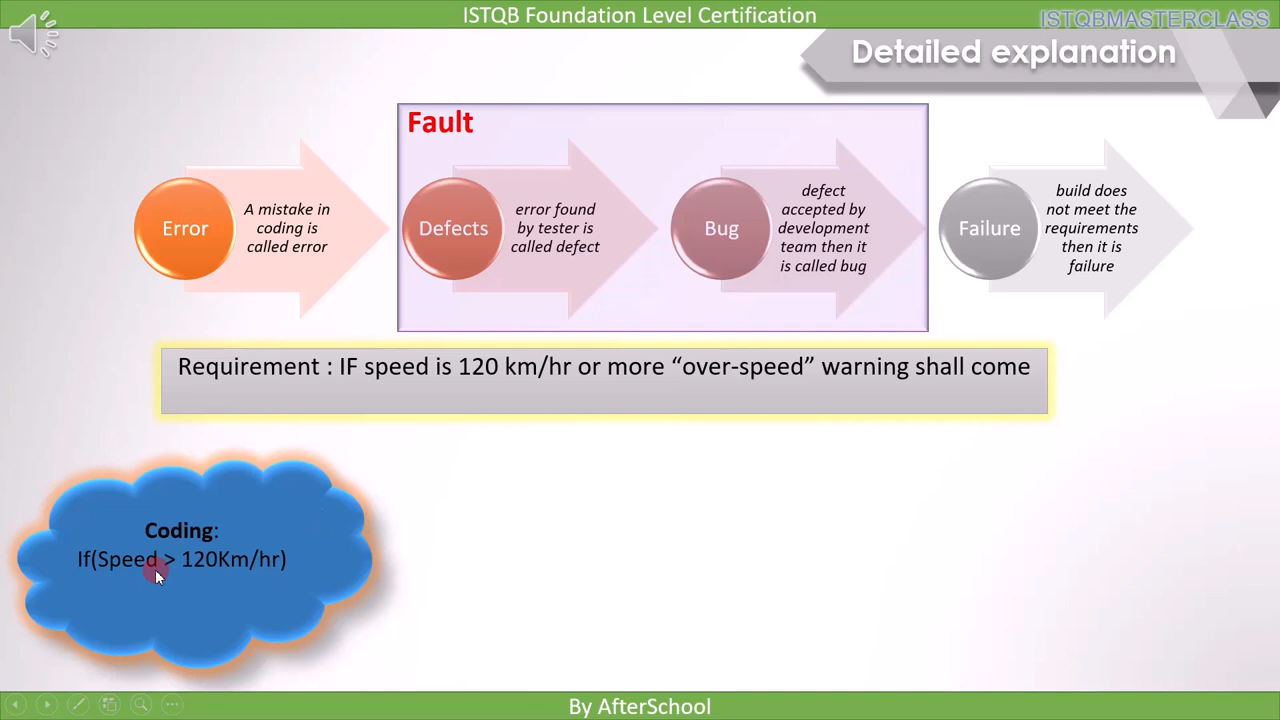 ISTQB Foundation Level Certification
ISTQBMASTERCLASS
Detailed explanation
Fault
Error
A mistake in
coding is
called error
Defects
error found
by tester is
called defect
Bug
defect
accepted by
development
team then it
is called bug
Failure
build does
not meet the
requirements
then it is
failure
Requirement : IF speed is 120 km/hr or more “over-speed” warning shall come
Coding:
If(Speed > 120Km/hr)
By AfterSchool